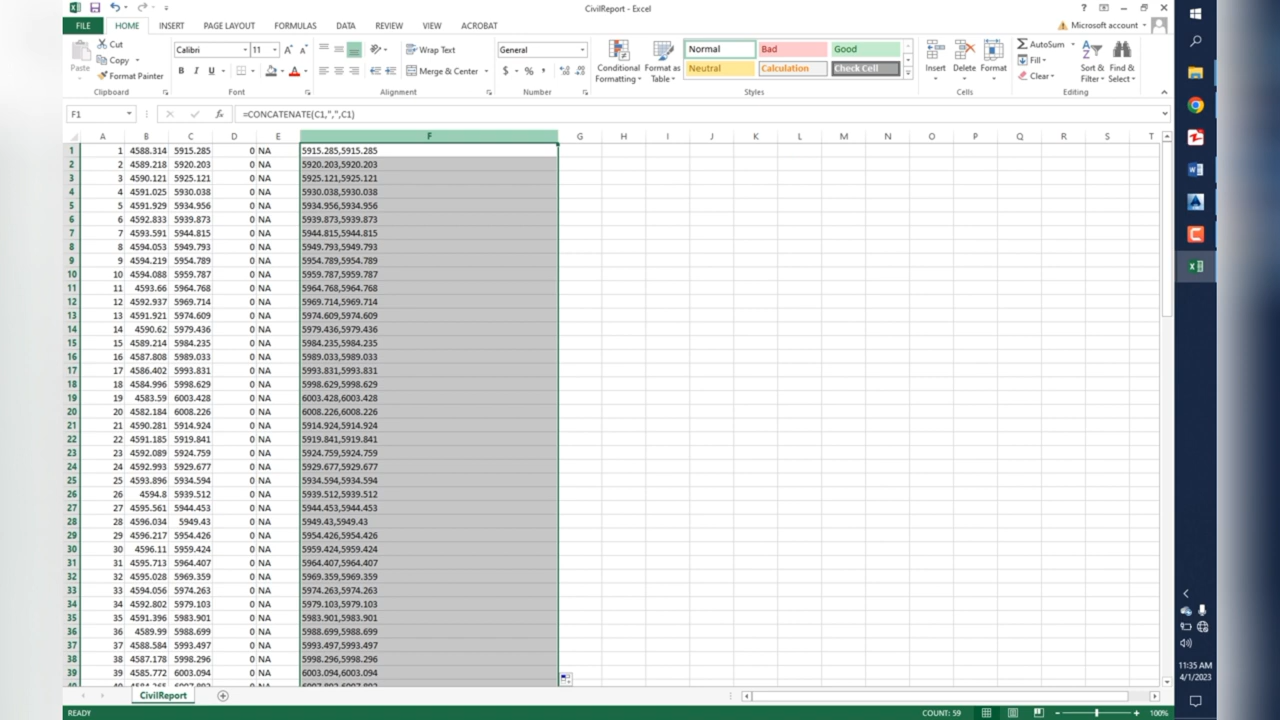 CivilReport - Excel
FILE HOME INSERT PAGE LAYOUT FORMULAS DATA REVIEW VIEW ACROBAT Microsoft account
Cut Calibri 11 Wrap Text General Normal Bad Good AutoSum
Copy Fill
Paste Format Painter Merge & Center Conditional Formatting Format as Table Neutral Calculation Check Cell Insert Delete Format Clear Sort & Filter Find & Select
Clipboard Font Alignment Number Styles Cells Editing
F1 =CONCATENATE(C1,",",C1)
A B C D E F G H I J K L M N O P Q R S T
1 1 4588.314 5915.285 0 NA 5915.285,5915.285
2 2 4589.218 5920.203 0 NA 5920.203,5920.203
3 3 4590.121 5925.121 0 NA 5925.121,5925.121
4 4 4591.025 5930.038 0 NA 5930.038,5930.038
5 5 4591.929 5934.956 0 NA 5934.956,5934.956
6 6 4592.833 5939.873 0 NA 5939.873,5939.873
7 7 4593.591 5944.815 0 NA 5944.815,5944.815
8 8 4594.053 5949.793 0 NA 5949.793,5949.793
9 9 4594.219 5954.789 0 NA 5954.789,5954.789
10 10 4594.088 5959.787 0 NA 5959.787,5959.787
11 11 4593.66 5964.768 0 NA 5964.768,5964.768
12 12 4592.937 5969.714 0 NA 5969.714,5969.714
13 13 4591.921 5974.609 0 NA 5974.609,5974.609
14 14 4590.62 5979.436 0 NA 5979.436,5979.436
15 15 4589.214 5984.235 0 NA 5984.235,5984.235
16 16 4587.808 5989.033 0 NA 5989.033,5989.033
17 17 4586.402 5993.831 0 NA 5993.831,5993.831
18 18 4584.996 5998.629 0 NA 5998.629,5998.629
19 19 4583.59 6003.428 0 NA 6003.428,6003.428
20 20 4582.184 6008.226 0 NA 6008.226,6008.226
21 21 4590.281 5914.924 0 NA 5914.924,5914.924
22 22 4591.185 5919.841 0 NA 5919.841,5919.841
23 23 4592.089 5924.759 0 NA 5924.759,5924.759
24 24 4592.993 5929.677 0 NA 5929.677,5929.677
25 25 4593.896 5934.594 0 NA 5934.594,5934.594
26 26 4594.8 5939.512 0 NA 5939.512,5939.512
27 27 4595.561 5944.453 0 NA 5944.453,5944.453
28 28 4596.034 5949.43 0 NA 5949.43,5949.43
29 29 4596.217 5954.426 0 NA 5954.426,5954.426
30 30 4596.11 5959.424 0 NA 5959.424,5959.424
31 31 4595.713 5964.407 0 NA 5964.407,5964.407
32 32 4595.028 5969.359 0 NA 5969.359,5969.359
33 33 4594.056 5974.263 0 NA 5974.263,5974.263
34 34 4592.802 5979.103 0 NA 5979.103,5979.103
35 35 4591.396 5983.901 0 NA 5983.901,5983.901
36 36 4589.99 5988.699 0 NA 5988.699,5988.699
37 37 4588.584 5993.497 0 NA 5993.497,5993.497
38 38 4587.178 5998.296 0 NA 5998.296,5998.296
39 39 4585.772 6003.094 0 NA 6003.094,6003.094
CivilReport
READY COUNT: 59 100%
11:35 AM
4/1/2023